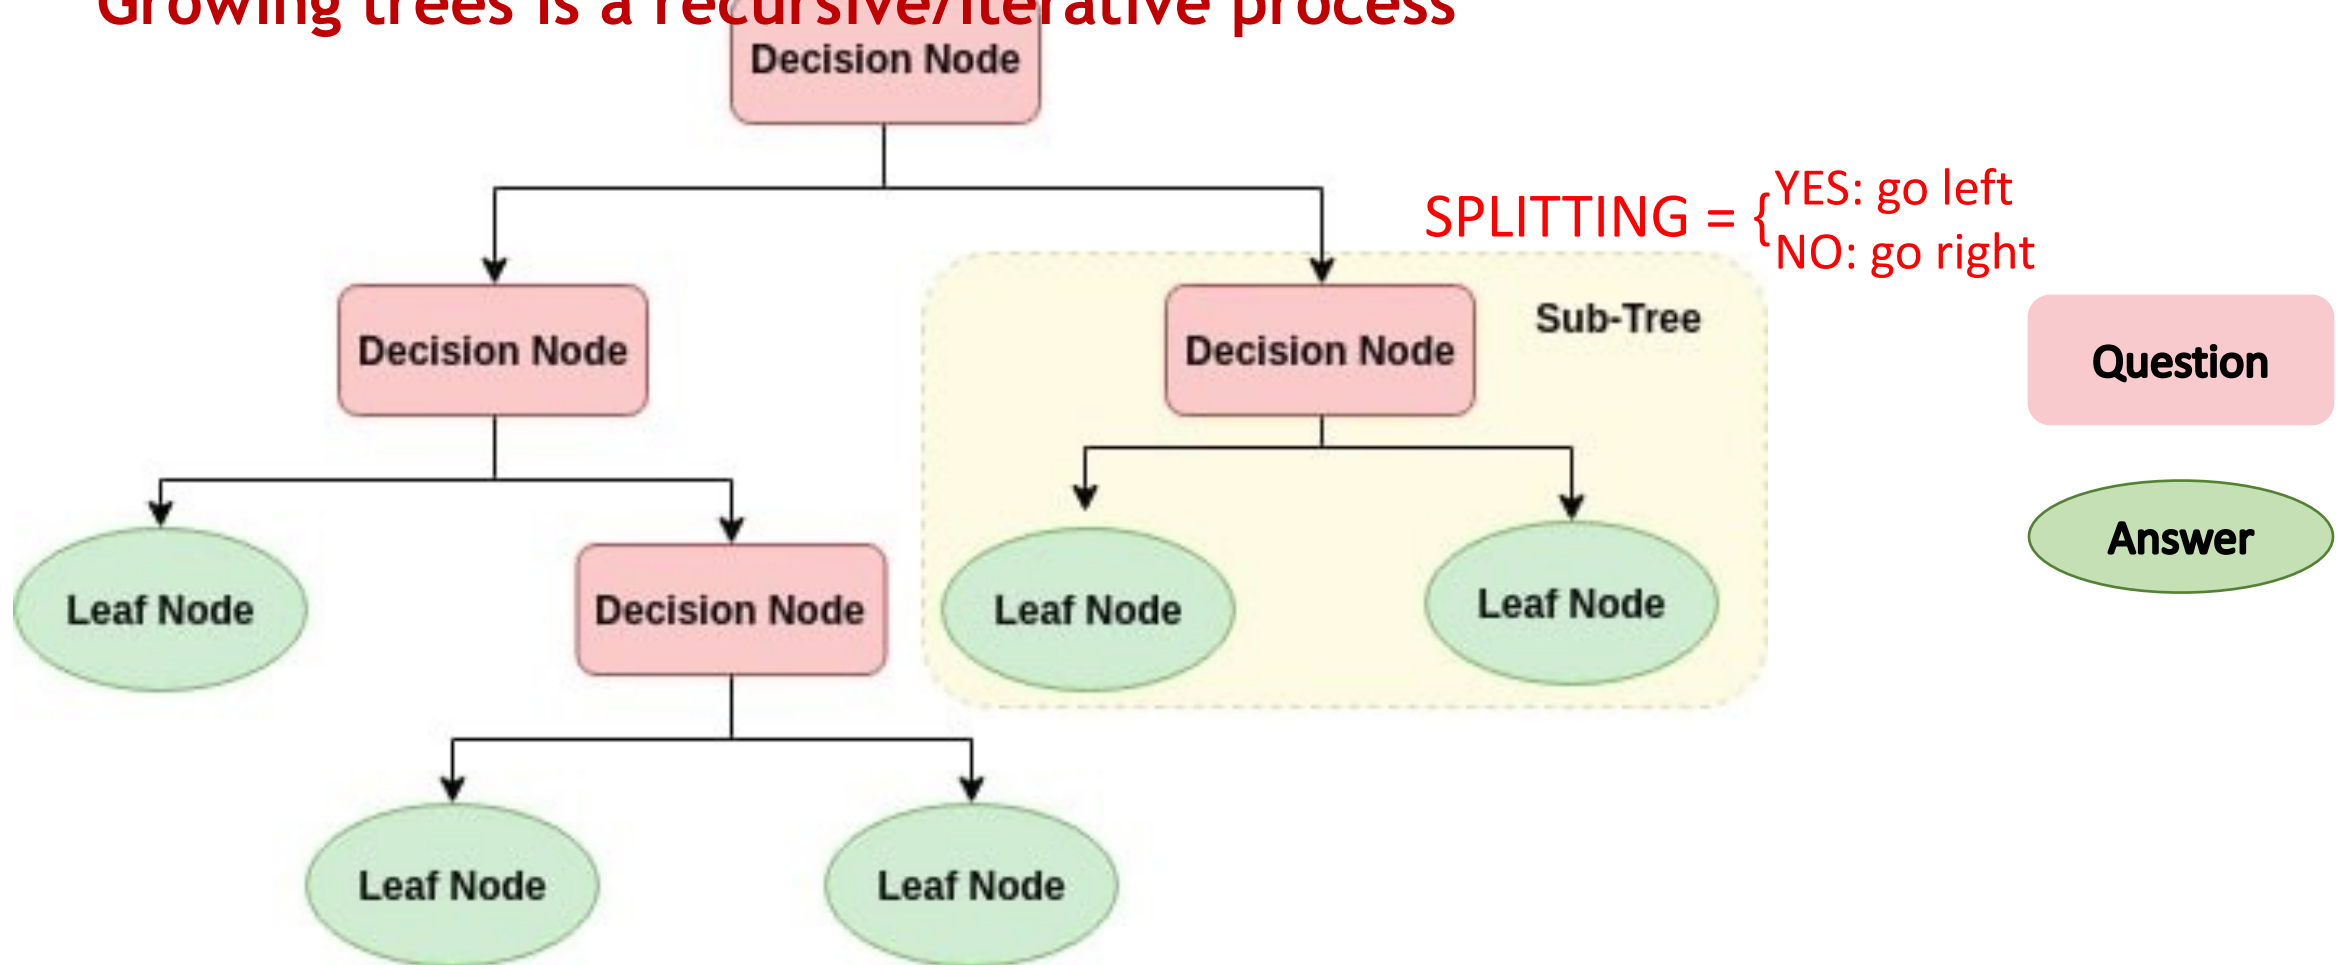 Growing trees is a recursive/iterative process
Decision Node
SPLITTING = {
YES: go left
NO: go right
Decision Node
Sub-Tree
Decision Node
Question
Answer
Leaf Node
Decision Node
Leaf Node
Leaf Node
Leaf Node
Leaf Node